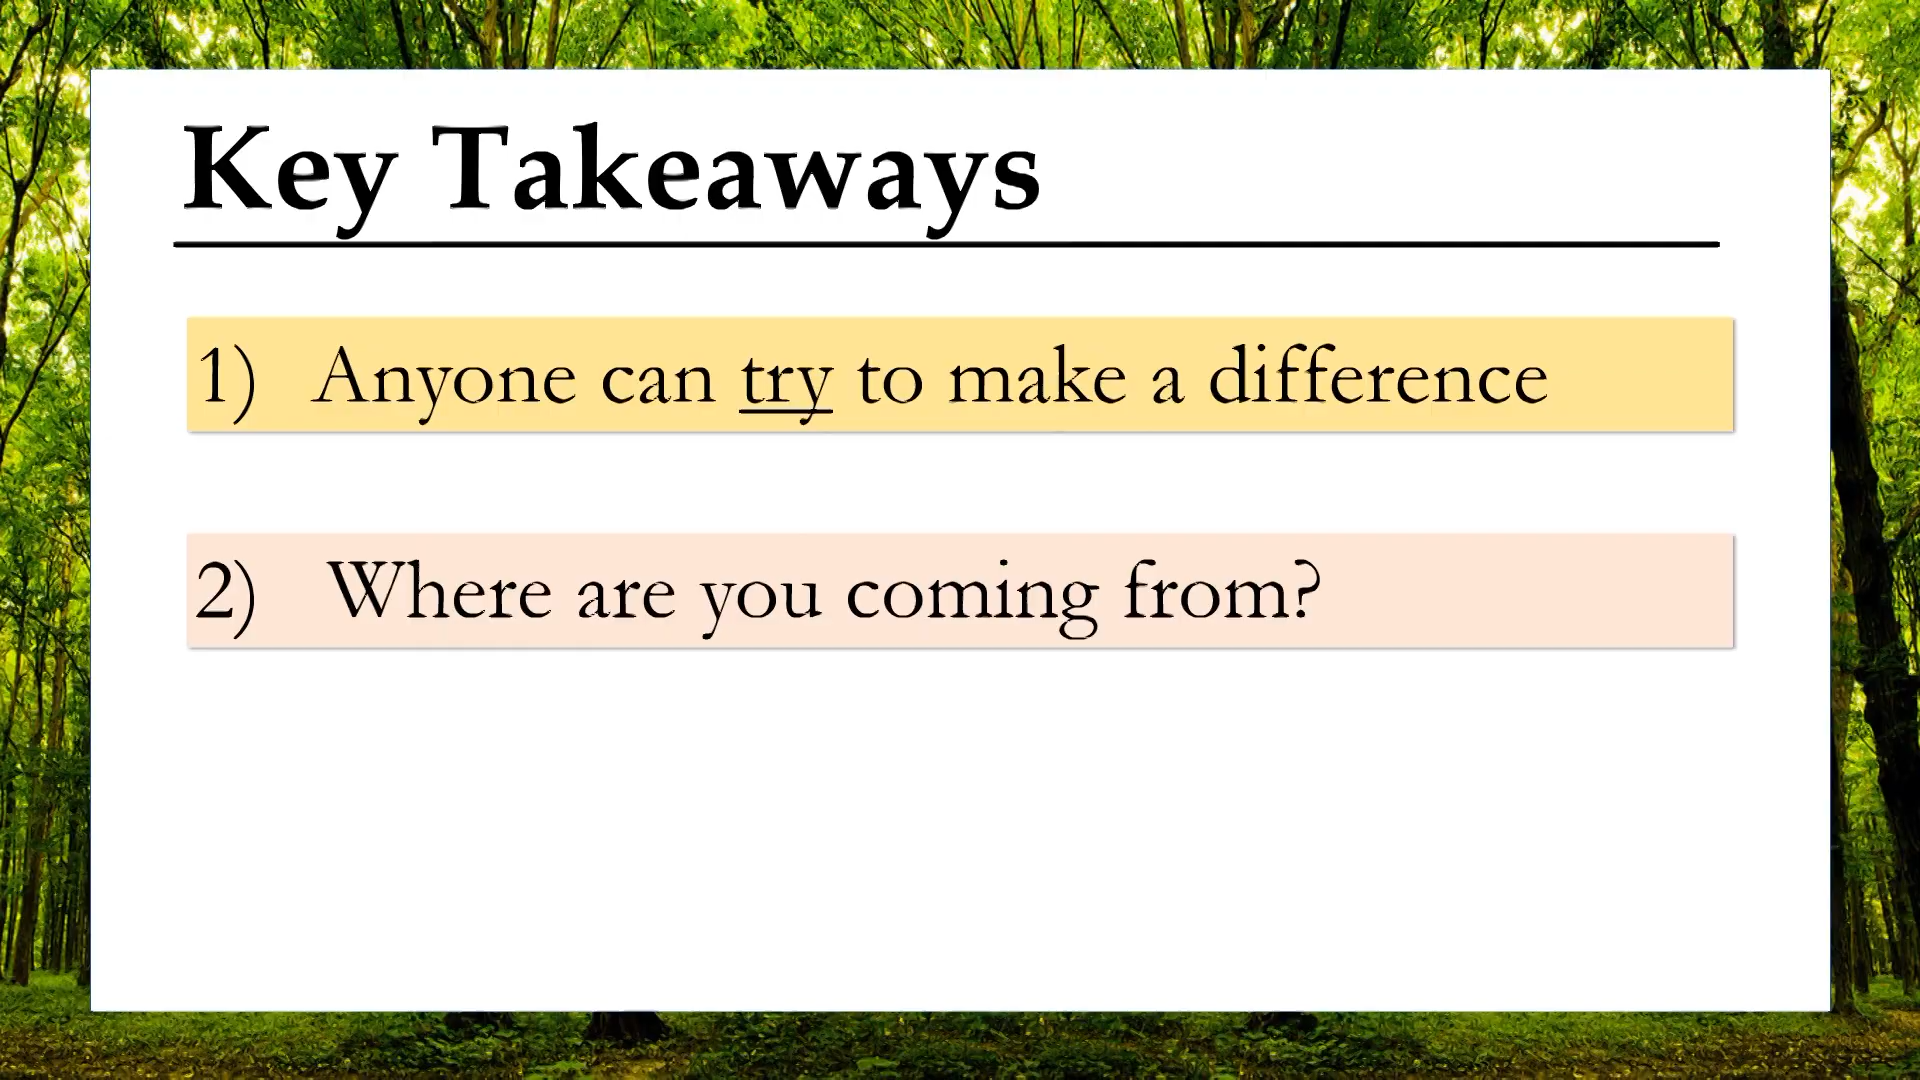 Key Takeaways
1) Anyone can try to make a difference
2) Where are you coming from?